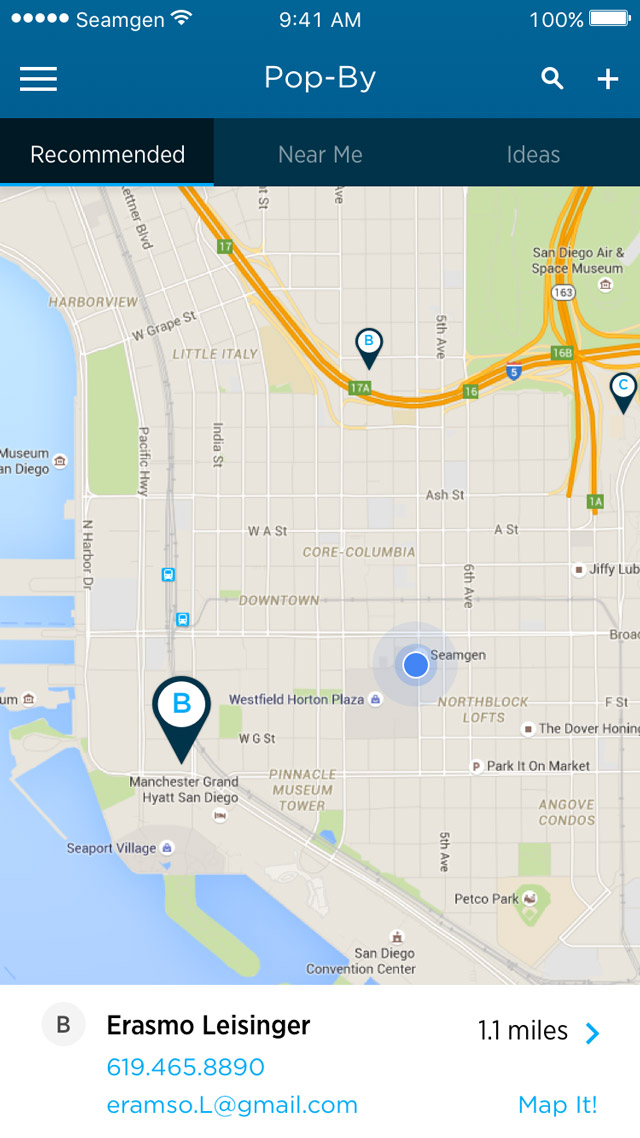 Seamgen 9:41 AM 100%
Pop-By
Recommended Near Me Ideas
Kettner Blvd
t St
Ave
17
San Diego Air &
Space Museum
163
HARBORVIEW
W Grape St
LITTLE ITALY
B
5th Ave
16B
5
17A
16
C
Museum
an Diego
Pacific Hwy
India St
Ash St
1A
N Harbor Dr
W A St
A St
CORE-COLUMBIA
6th Ave
Jiffy Lub
DOWNTOWN
Broad
Seamgen
um
B
Westfield Horton Plaza
NORTHBLOCK
LOFTS
F St
The Dover Honing
W G St
P Park It On Market
Manchester Grand
Hyatt San Diego
PINNACLE
MUSEUM
TOWER
ANGOVE
CONDOS
Seaport Village
5th Ave
Petco Park
San Diego
Convention Center
B Erasmo Leisinger 1.1 miles
619.465.8890
eramso.L@gmail.com Map It!